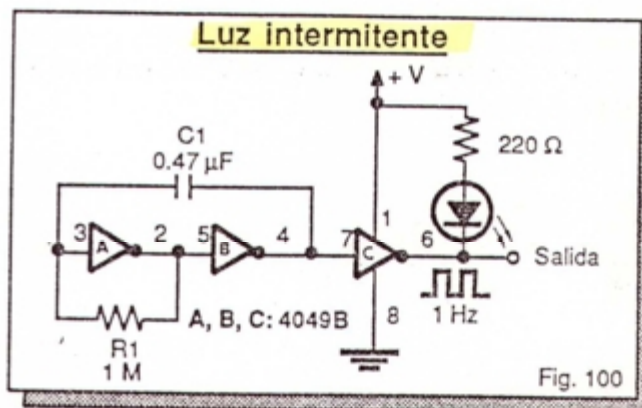 Luz intermitente
+ V
C1
0.47 µF
220 Ω
3 A 2 5 B 4 7 C 1 6
Salida
A, B, C: 4049B
8
1 Hz
R1
1 M
Fig. 100